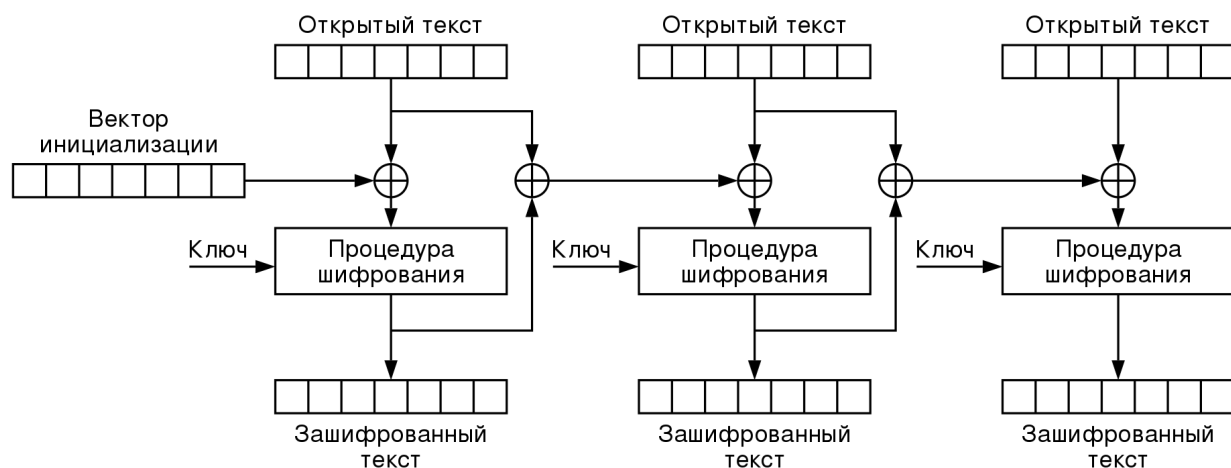 Открытый текст
Открытый текст
Открытый текст
Вектор
инициализации
Ключ
Процедура
шифрования
Ключ
Процедура
шифрования
Ключ
Процедура
шифрования
Зашифрованный
текст
Зашифрованный
текст
Зашифрованный
текст